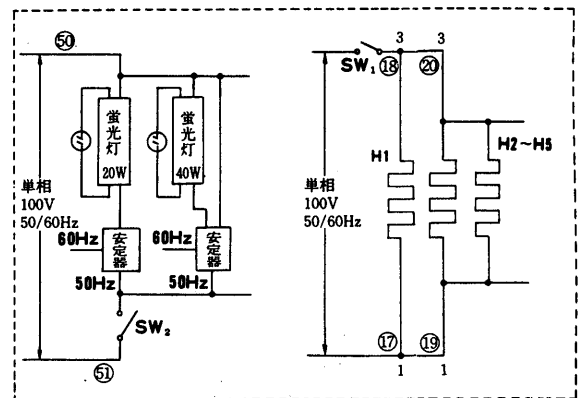 ㊿
蛍光灯
20W
蛍光灯
40W
単相
100V
50/60Hz
60Hz
安定器
50Hz
60Hz
安定器
50Hz
SW₂
51
3
3
SW₁
⑱
⑳
H1
H2~H5
単相
100V
50/60Hz
⑰
⑲
1
1